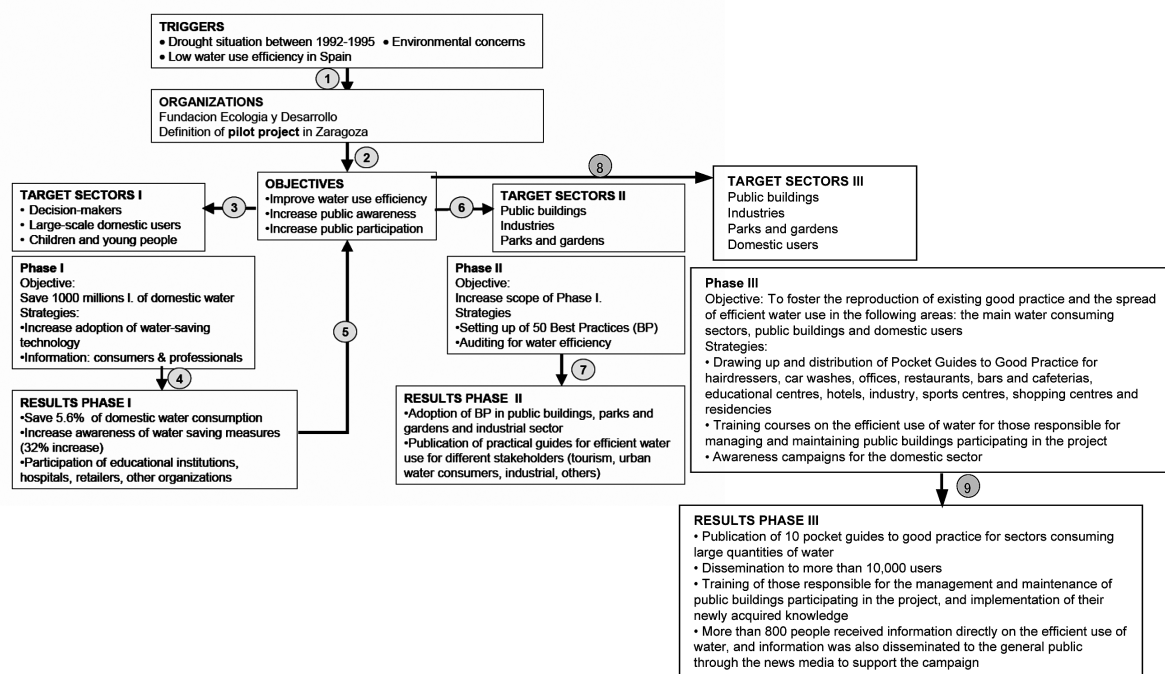 TRIGGERS
• Drought situation between 1992-1995 • Environmental concerns
• Low water use efficiency in Spain
1
ORGANIZATIONS
Fundacion Ecologia y Desarrollo
Definition of pilot project in Zaragoza
2
8
OBJECTIVES
•Improve water use efficiency
•Increase public awareness
•Increase public participation
TARGET SECTORS I
• Decision-makers
• Large-scale domestic users
• Children and young people
3
6
TARGET SECTORS II
Public buildings
Industries
Parks and gardens
TARGET SECTORS III
Public buildings
Industries
Parks and gardens
Domestic users
Phase I
Objective:
Save 1000 millions l. of domestic water
Strategies:
•Increase adoption of water-saving
technology
•Information: consumers & professionals
4
5
RESULTS PHASE I
•Save 5.6% of domestic water consumption
•Increase awareness of water saving measures
(32% increase)
•Participation of educational institutions,
hospitals, retailers, other organizations
Phase II
Objective:
Increase scope of Phase I.
Strategies
•Setting up of 50 Best Practices (BP)
•Auditing for water efficiency
7
RESULTS PHASE II
•Adoption of BP in public buildings, parks and
gardens and industrial sector
•Publication of practical guides for efficient water
use for different stakeholders (tourism, urban
water consumers, industrial, others)
Phase III
Objective: To foster the reproduction of existing good practice and the spread
of efficient water use in the following areas: the main water consuming
sectors, public buildings and domestic users
Strategies:
• Drawing up and distribution of Pocket Guides to Good Practice for
hairdressers, car washes, offices, restaurants, bars and cafeterias,
educational centres, hotels, industry, sports centres, shopping centres and
residencies
• Training courses on the efficient use of water for those responsible for
managing and maintaining public buildings participating in the project
• Awareness campaigns for the domestic sector
9
RESULTS PHASE III
• Publication of 10 pocket guides to good practice for sectors consuming
large quantities of water
• Dissemination to more than 10,000 users
• Training of those responsible for the management and maintenance of
public buildings participating in the project, and implementation of their
newly acquired knowledge
• More than 800 people received information directly on the efficient use of
water, and information was also disseminated to the general public
through the news media to support the campaign